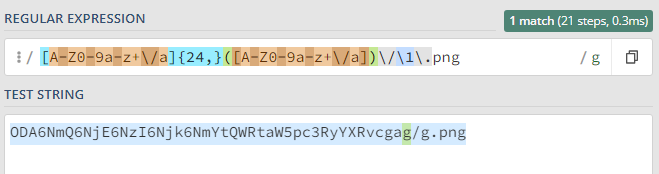 REGULAR EXPRESSION 1 match (21 steps, 0.3ms)
/ [A-Z0-9a-z+\/a]{24,}([A-Z0-9a-z+\/a])\/\1\.png / g
TEST STRING
ODA6NmQ6NjE6NzI6Njk6NmYtQWRtaW5pc3RyYXRvcgag/g.png